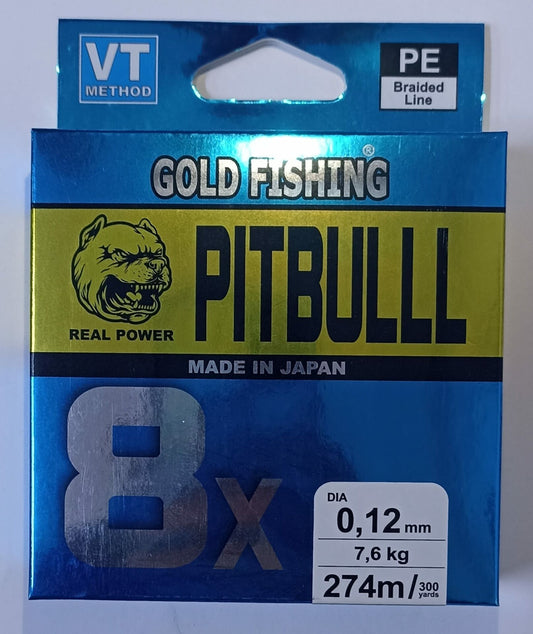 VT
METHOD
PE
Braided
Line
GOLD FISHING®
PITBULLL
REAL POWER
MADE IN JAPAN
8X
DIA
0,12 mm
7,6 kg
274m/300 yards